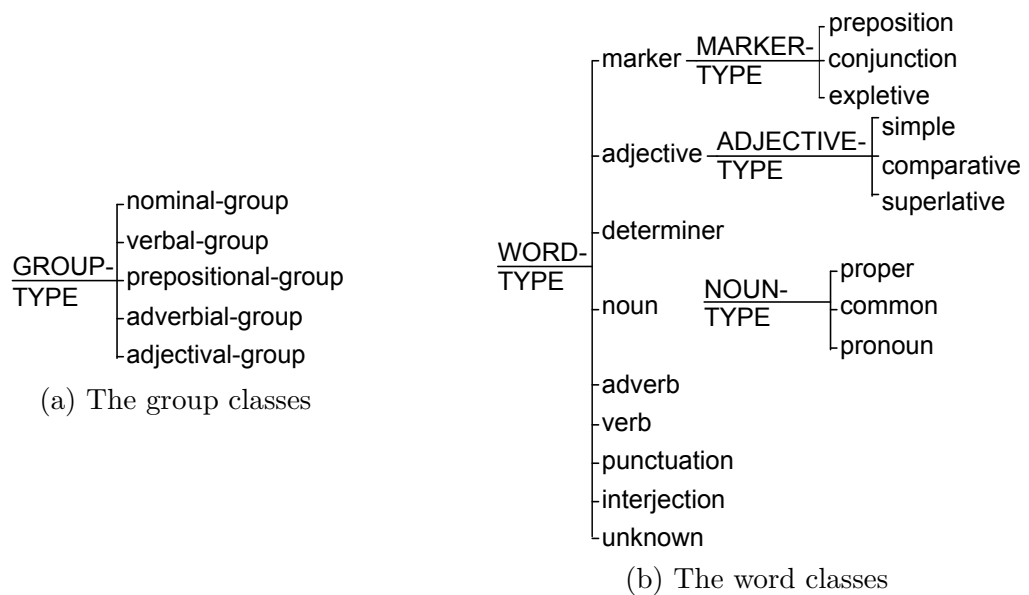 GROUP-
TYPE
nominal-group
verbal-group
prepositional-group
adverbial-group
adjectival-group
(a) The group classes
WORD-
TYPE
marker
MARKER-
TYPE
preposition
conjunction
expletive
adjective
ADJECTIVE-
TYPE
simple
comparative
superlative
determiner
noun
NOUN-
TYPE
proper
common
pronoun
adverb
verb
punctuation
interjection
unknown
(b) The word classes